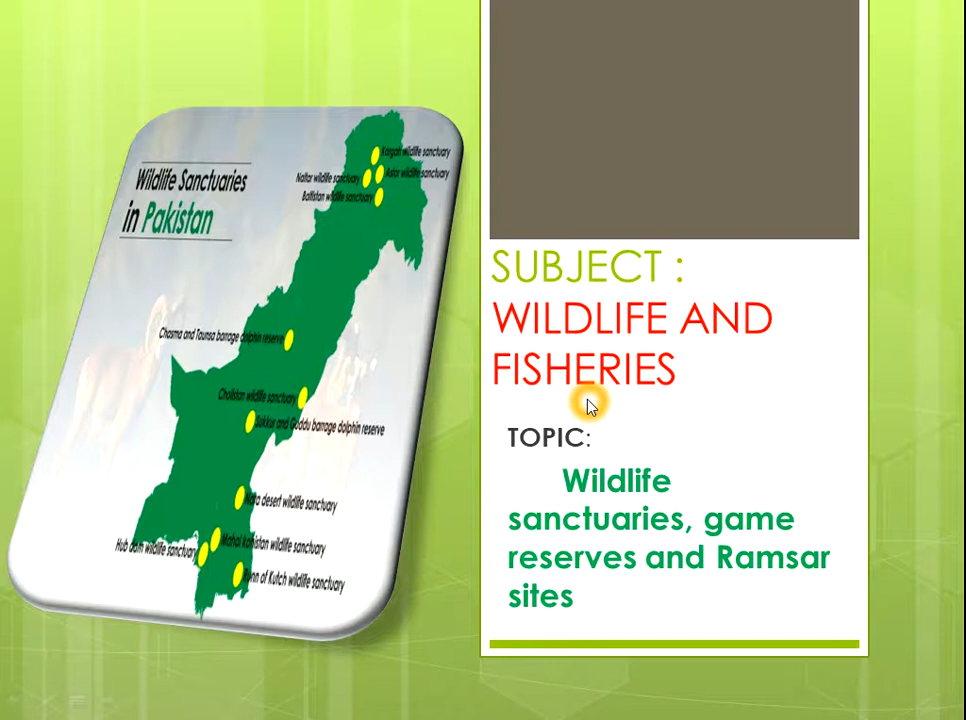 Wildlife Sanctuaries
in Pakistan
Kargah wildlife sanctuary
Naltar wildlife sanctuary
Astor wildlife sanctuary
Baltistan wildlife sanctuary
Chasma and Taunsa barrage dolphin reserve
Cholistan wildlife sanctuary
Sukkur and Guddu barrage dolphin reserve
Nara desert wildlife sanctuary
Hub dam wildlife sanctuary
Mahal kohistan wildlife sanctuary
Rann of Kutch wildlife sanctuary
SUBJECT :
WILDLIFE AND
FISHERIES
TOPIC:
Wildlife
sanctuaries, game
reserves and Ramsar
sites